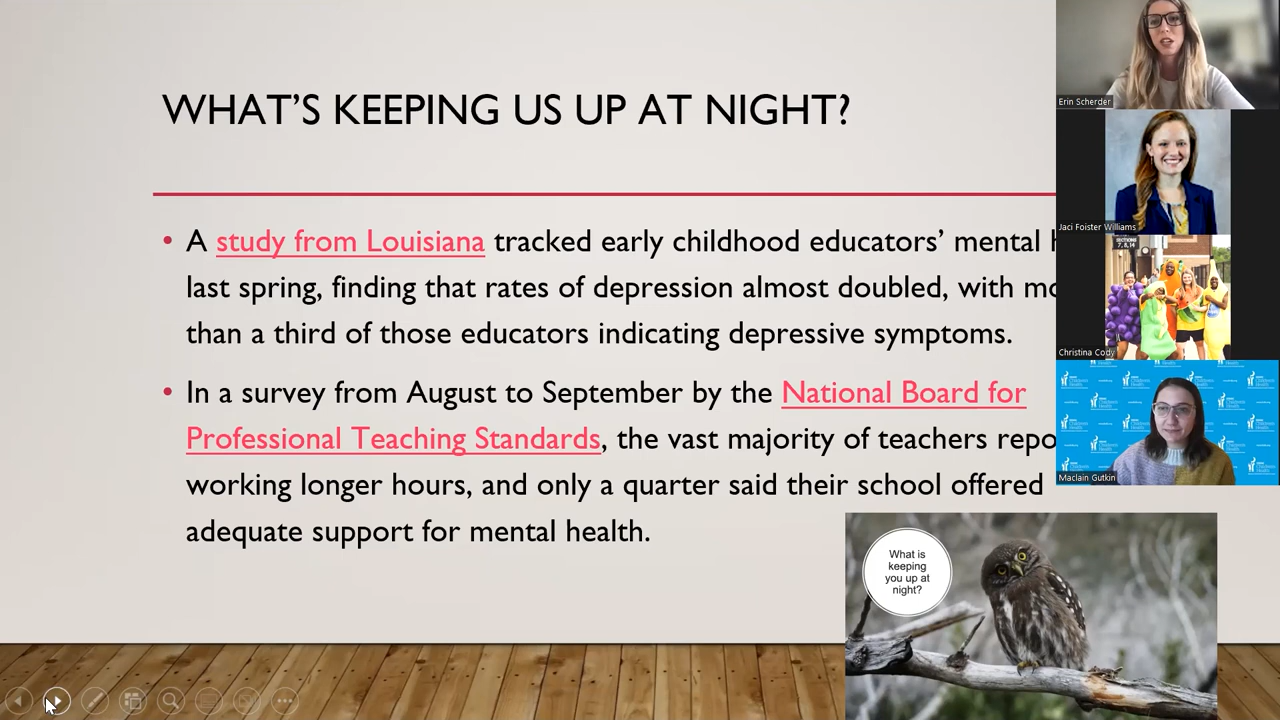 WHAT'S KEEPING US UP AT NIGHT?
A study from Louisiana tracked early childhood educators' mental
last spring, finding that rates of depression almost doubled, with
than a third of those educators indicating depressive symptoms.
In a survey from August to September by the National Board for
Professional Teaching Standards, the vast majority of teachers
working longer hours, and only a quarter said their school offered
adequate support for mental health.
What is
keeping
you up at
night?
Erin Scherder
Jaci Foister Williams
SECTIONS
7, 8, 14
Christina Cody
Maclain Gutkin